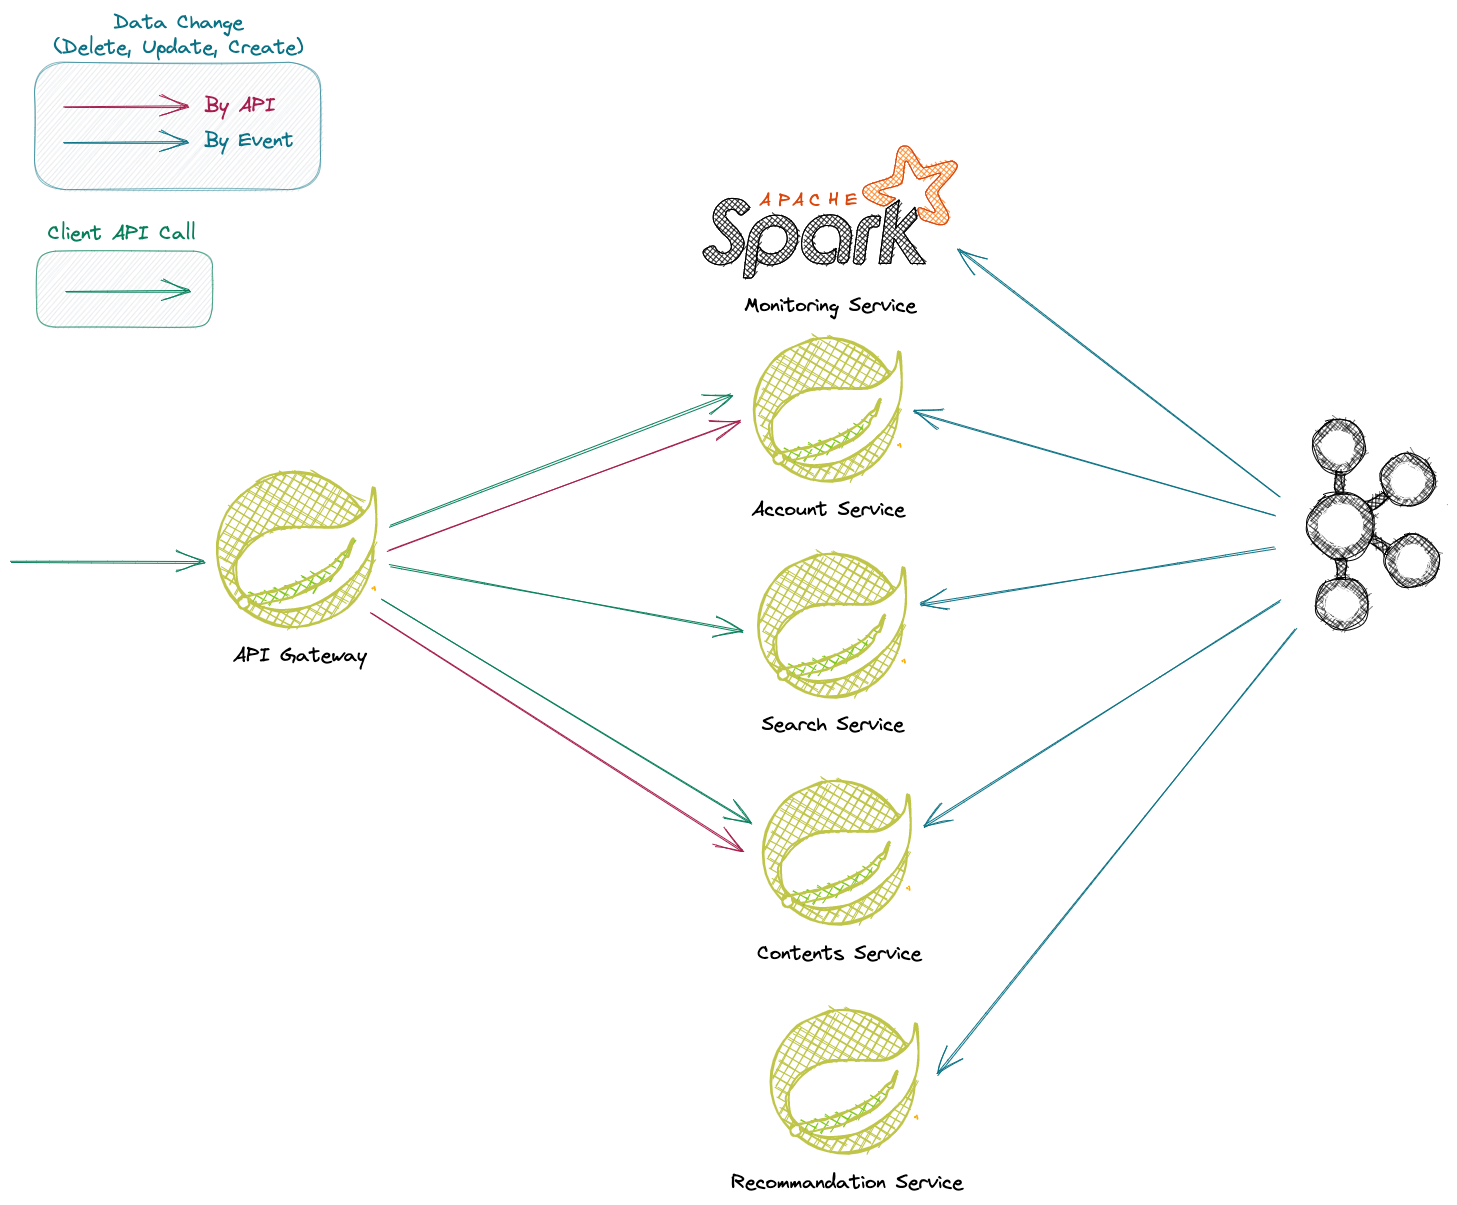 Data Change
(Delete, Update, Create)
By API
By Event
Client API Call
APACHE
Spark
Monitoring Service
Account Service
API Gateway
Search Service
Contents Service
Recommandation Service